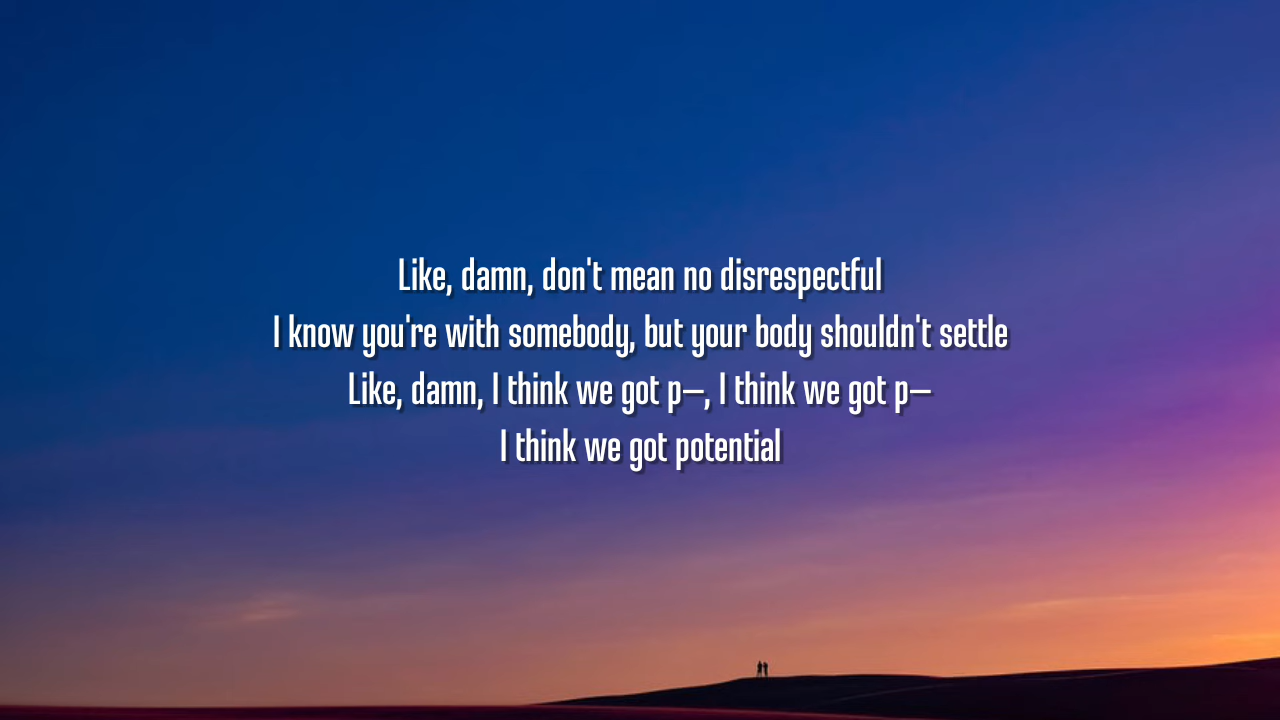 Like, damn, don't mean no disrespectful
I know you're with somebody, but your body shouldn't settle
Like, damn, I think we got p–, I think we got p–
I think we got potential